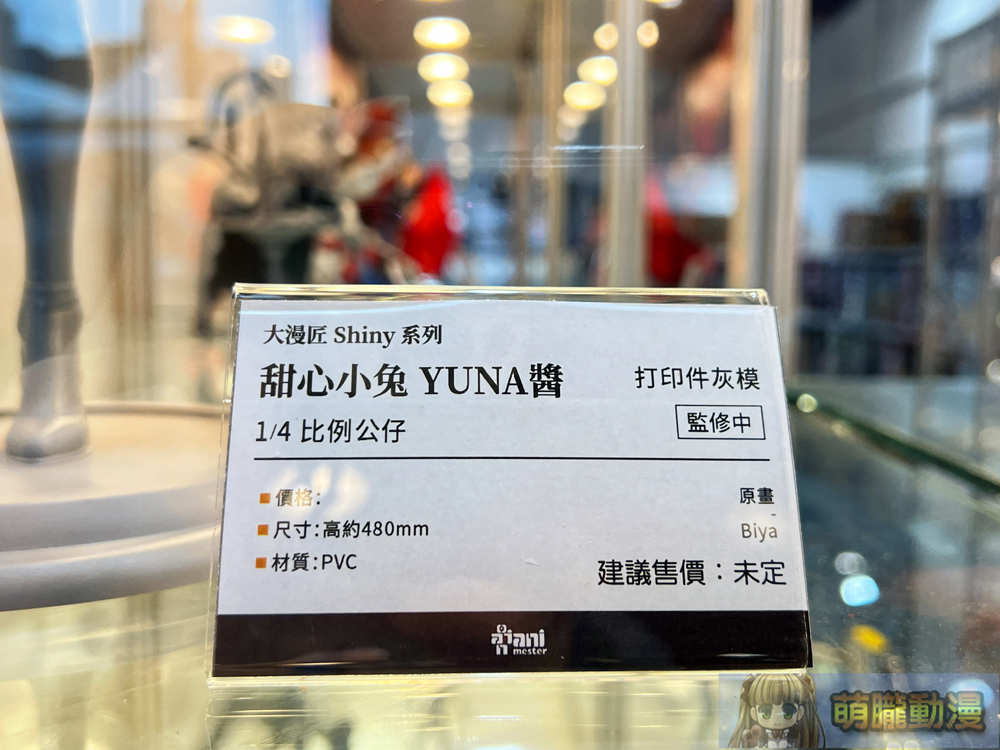 大漫匠 Shiny 系列
甜心小兔 YUNA醬
打印件灰模
1/4 比例公仔
監修中
價格:
原畫
-
Biya
尺寸:高約480mm
材質:PVC
建議售價：未定
ani
mester
萌朧動漫